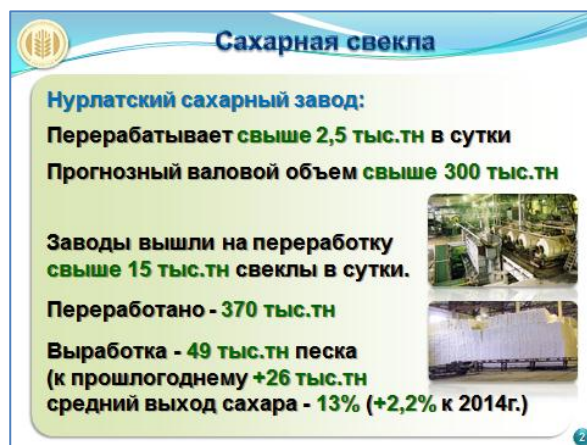 Сахарная свекла
Нурлатский сахарный завод:
Перерабатывает свыше 2,5 тыс.тн в сутки
Прогнозный валовой объем свыше 300 тыс.тн
Заводы вышли на переработку
свыше 15 тыс.тн свеклы в сутки.
Переработано - 370 тыс.тн
Выработка - 49 тыс.тн песка
(к прошлогоднему +26 тыс.тн
средний выход сахара - 13% (+2,2% к 2014г.)